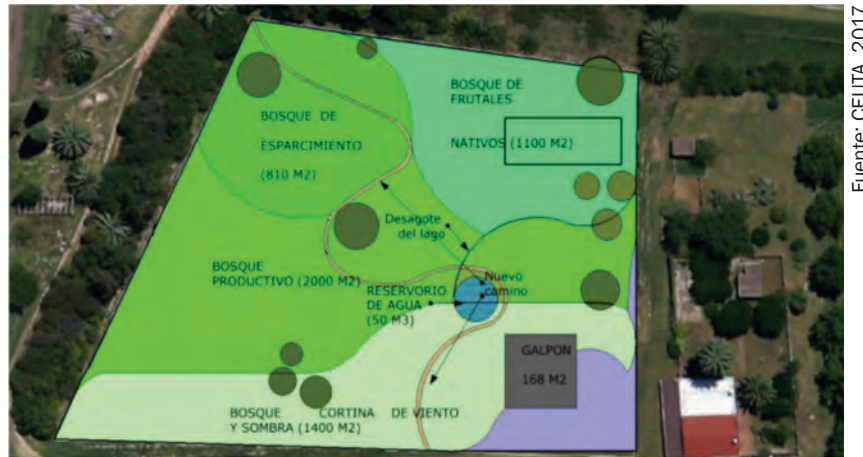 BOSQUE DE
ESPARCIMIENTO
(810 M2)
BOSQUE DE
FRUTALES
NATIVOS (1100 M2)
Desagote
del lago
BOSQUE
PRODUCTIVO (2000 M2)
RESERVORIO
DE AGUA
(50 M3)
Nuevo
camino
GALPON
168 M2
BOSQUE CORTINA DE VIENTO
Y SOMBRA (1400 M2)
Fuente: CEUTA, 2017